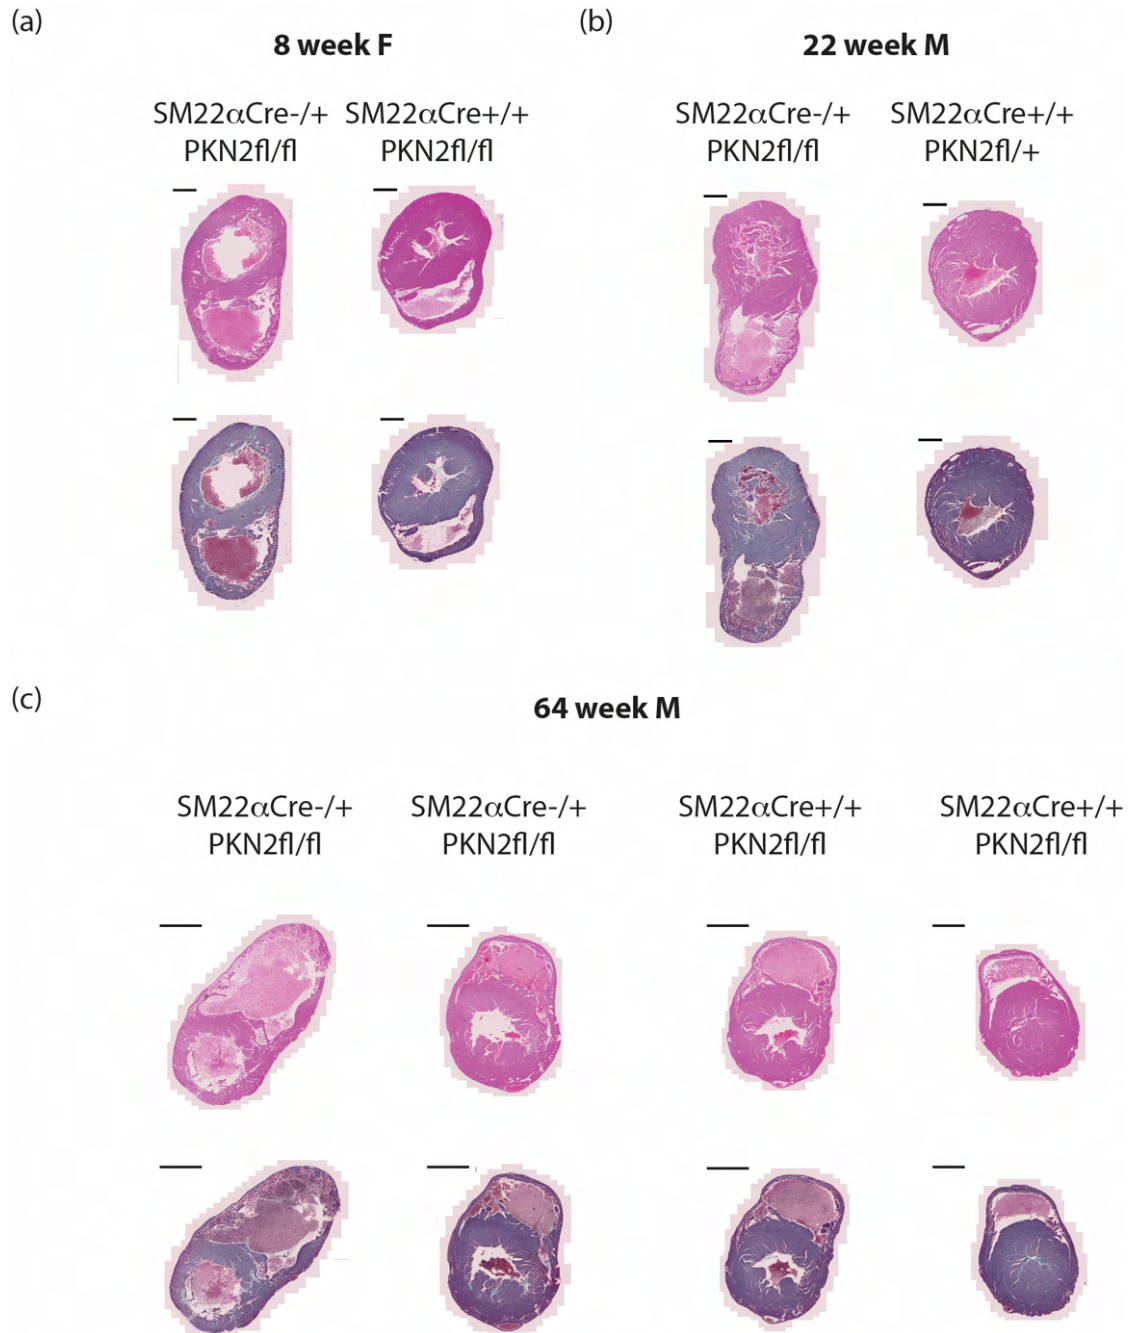 (a)
8 week F
SM22αCre-/+
PKN2fl/fl
SM22αCre+/+
PKN2fl/fl
(b)
22 week M
SM22αCre-/+
PKN2fl/fl
SM22αCre+/+
PKN2fl/+
(c)
64 week M
SM22αCre-/+
PKN2fl/fl
SM22αCre-/+
PKN2fl/fl
SM22αCre+/+
PKN2fl/fl
SM22αCre+/+
PKN2fl/fl